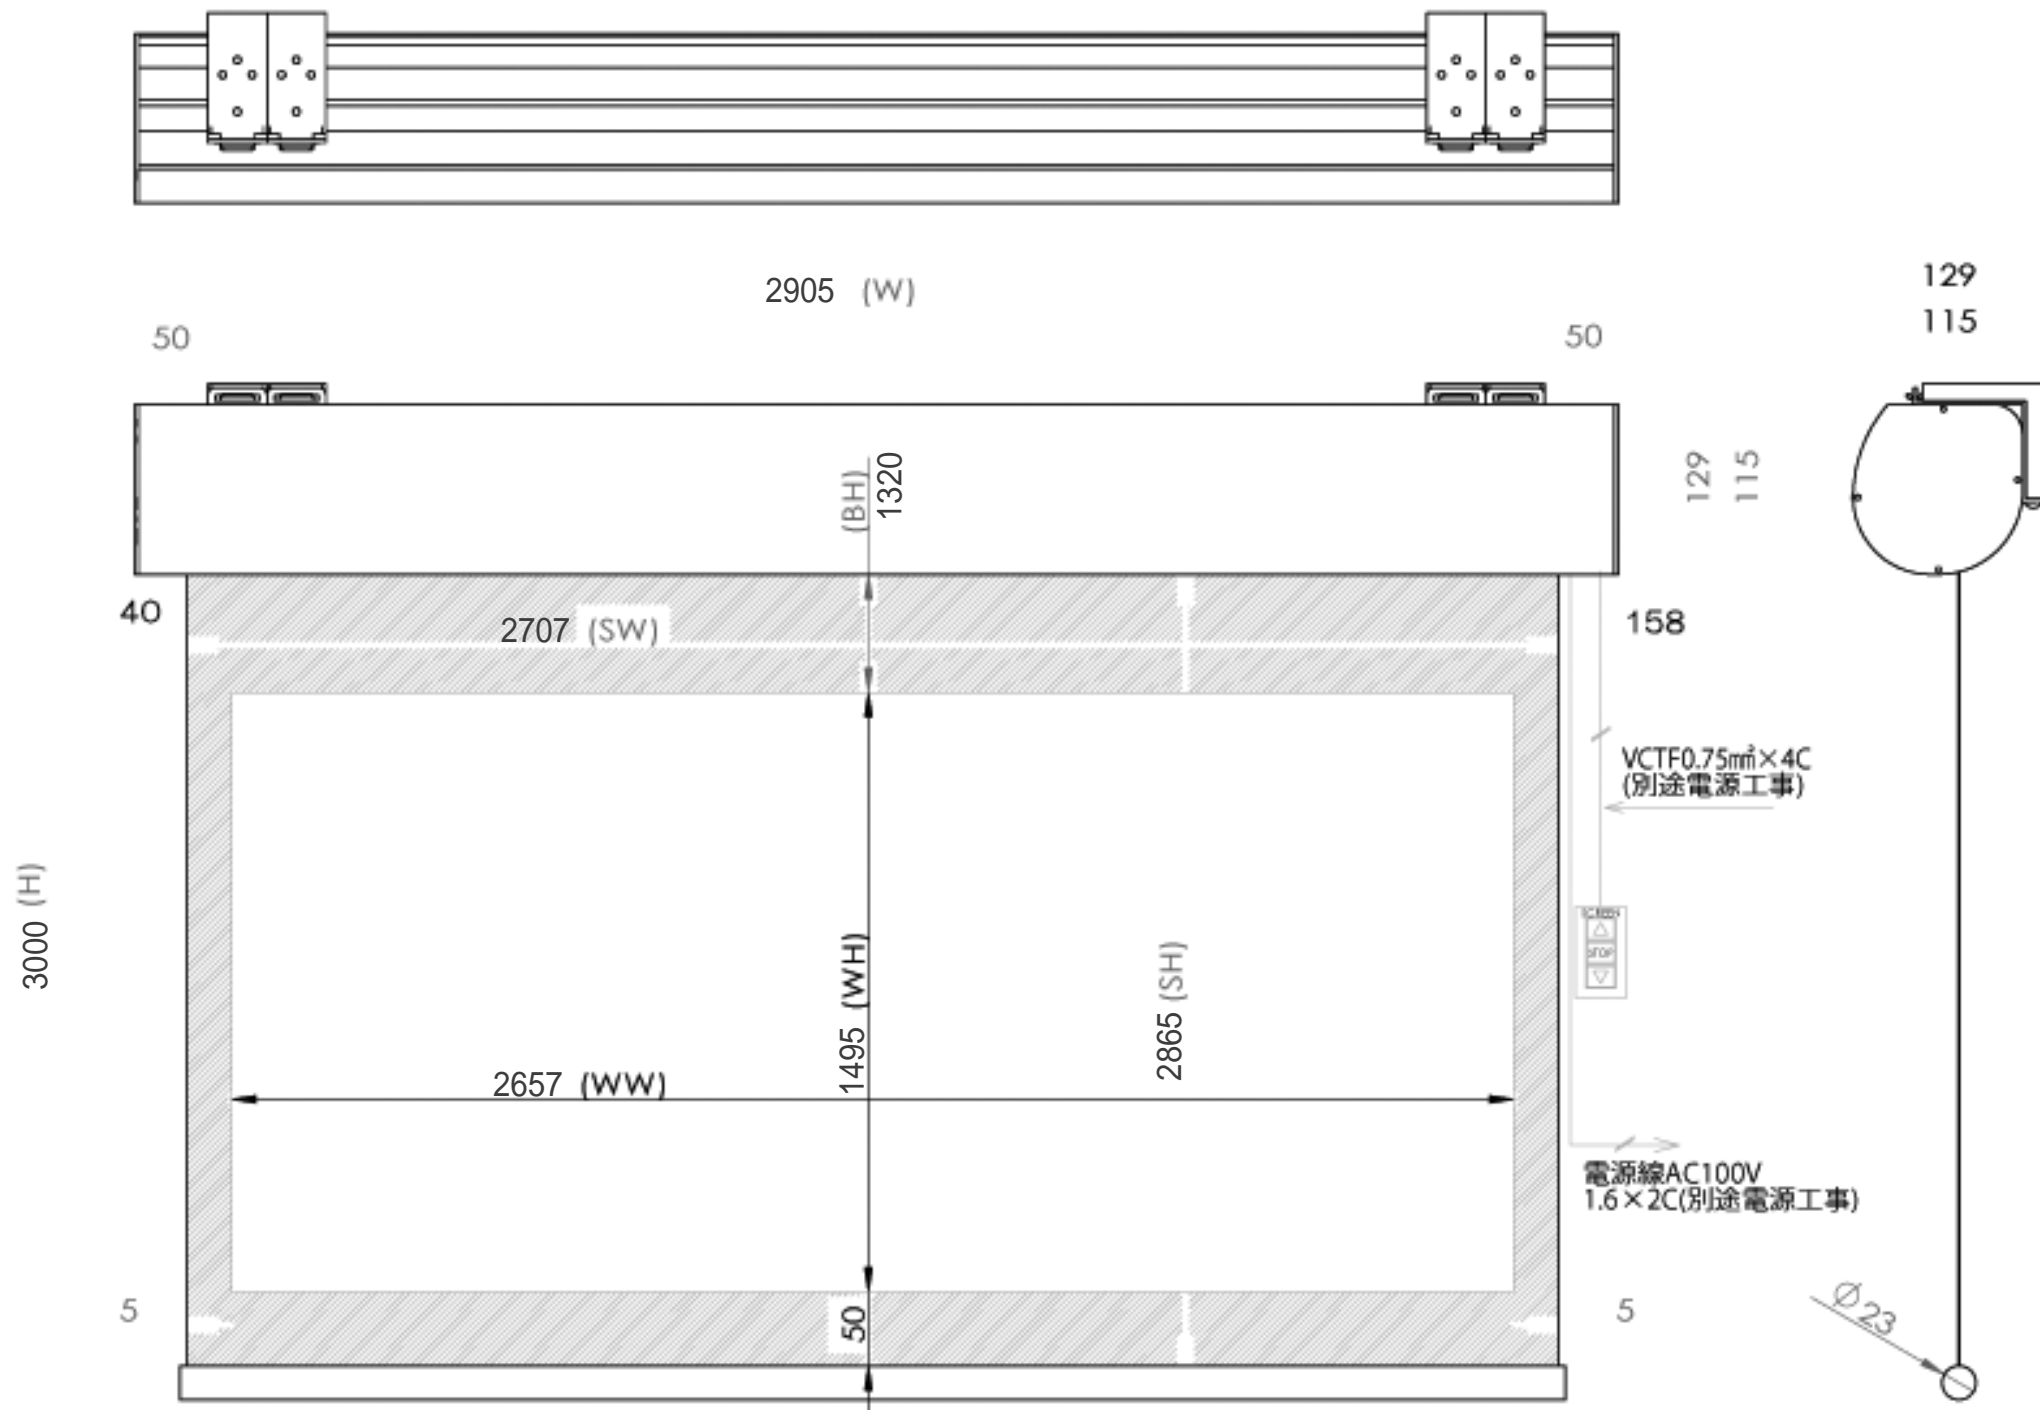 2905 (W)
129
115
50
50
(BH)
1320
129
115
40
2707 (SW)
158
VCTF0.75㎟×4C
(別途電源工事)
3000 (H)
SCREEN
STOP
1495 (WH)
2865 (SH)
2657 (WW)
電源線AC100V
1.6×2C(別途電源工事)
5
50
5
Ø23